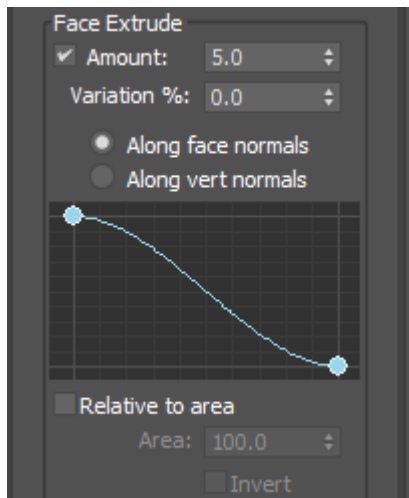 Face Extrude
Amount: 5.0
Variation %: 0.0
Along face normals
Along vert normals
Relative to area
Area: 100.0
Invert